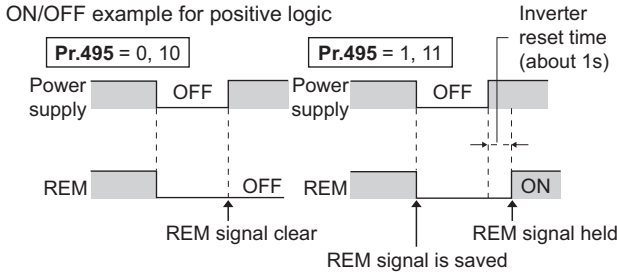 ON/OFF example for positive logic
Pr.495 = 0, 10
Power
supply
OFF
REM
OFF
REM signal clear
Pr.495 = 1, 11
Inverter
reset time
(about 1s)
Power
supply
OFF
REM
ON
REM signal held
REM signal is saved